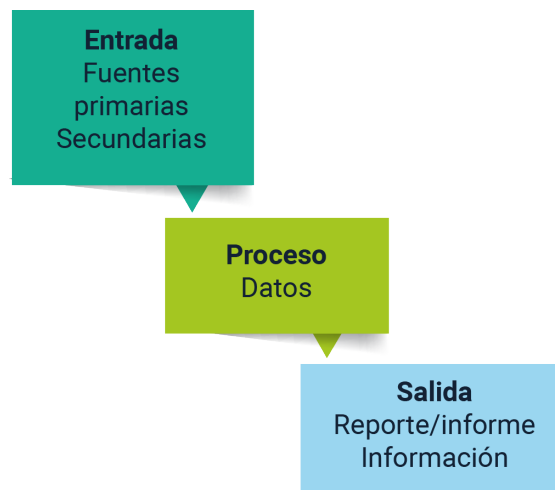 Entrada
Fuentes
primarias
Secundarias
Proceso
Datos
Salida
Reporte/informe
Información